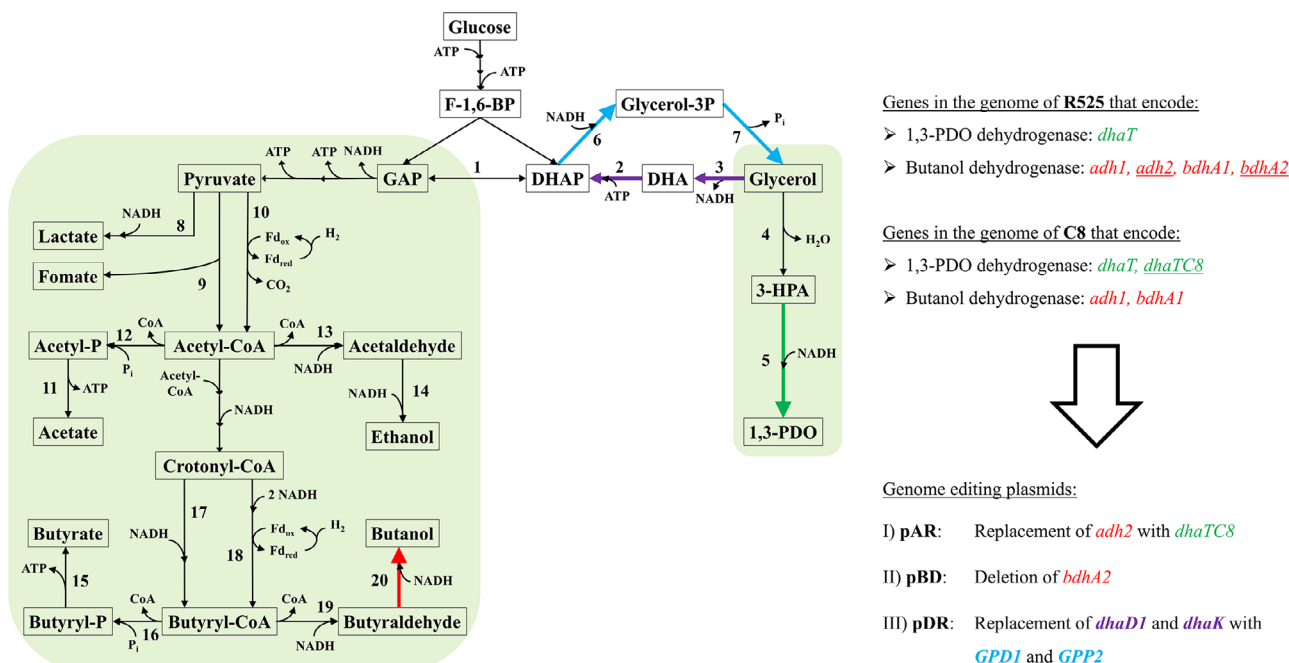 Glucose
ATP
ATP
F-1,6-BP
Glycerol-3P
NADH
6
7
Pi
ATP
ATP
NADH
Pyruvate
GAP
1
DHAP
2
ATP
DHA
3
NADH
Glycerol
8
NADH
10
Lactate
Fdox
H2
Fdred
4
H2O
Fomate
9
CO2
3-HPA
CoA
12
CoA
13
Acetyl-P
Acetyl-CoA
Acetaldehyde
Pi
NADH
5
NADH
11
ATP
Acetyl-
CoA
NADH
14
NADH
Acetate
Ethanol
1,3-PDO
Crotonyl-CoA
17
2 NADH
NADH
Fdox
H2
18
Fdred
Butyrate
Butanol
ATP
15
20
NADH
CoA
CoA
19
Butyryl-P
16
Butyryl-CoA
Butyraldehyde
Pi
NADH
Genes in the genome of R525 that encode:
➢ 1,3-PDO dehydrogenase: dhaT
➢ Butanol dehydrogenase: adh1, adh2, bdhA1, bdhA2
Genes in the genome of C8 that encode:
➢ 1,3-PDO dehydrogenase: dhaT, dhaTC8
➢ Butanol dehydrogenase: adh1, bdhA1
Genome editing plasmids:
I) pAR: Replacement of adh2 with dhaTC8
II) pBD: Deletion of bdhA2
III) pDR: Replacement of dhaD1 and dhaK with
GPD1 and GPP2